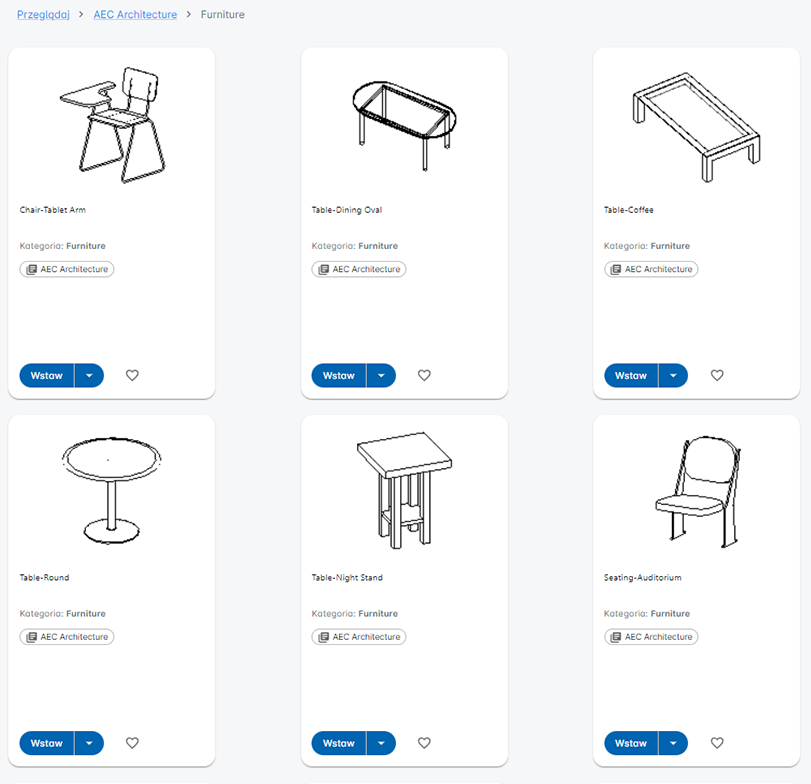 Przeglądaj > AEC Architecture > Furniture
Chair-Tablet Arm
Kategoria: Furniture
AEC Architecture
Wstaw
Table-Dining Oval
Kategoria: Furniture
AEC Architecture
Wstaw
Table-Coffee
Kategoria: Furniture
AEC Architecture
Wstaw
Table-Round
Kategoria: Furniture
AEC Architecture
Wstaw
Table-Night Stand
Kategoria: Furniture
AEC Architecture
Wstaw
Seating-Auditorium
Kategoria: Furniture
AEC Architecture
Wstaw